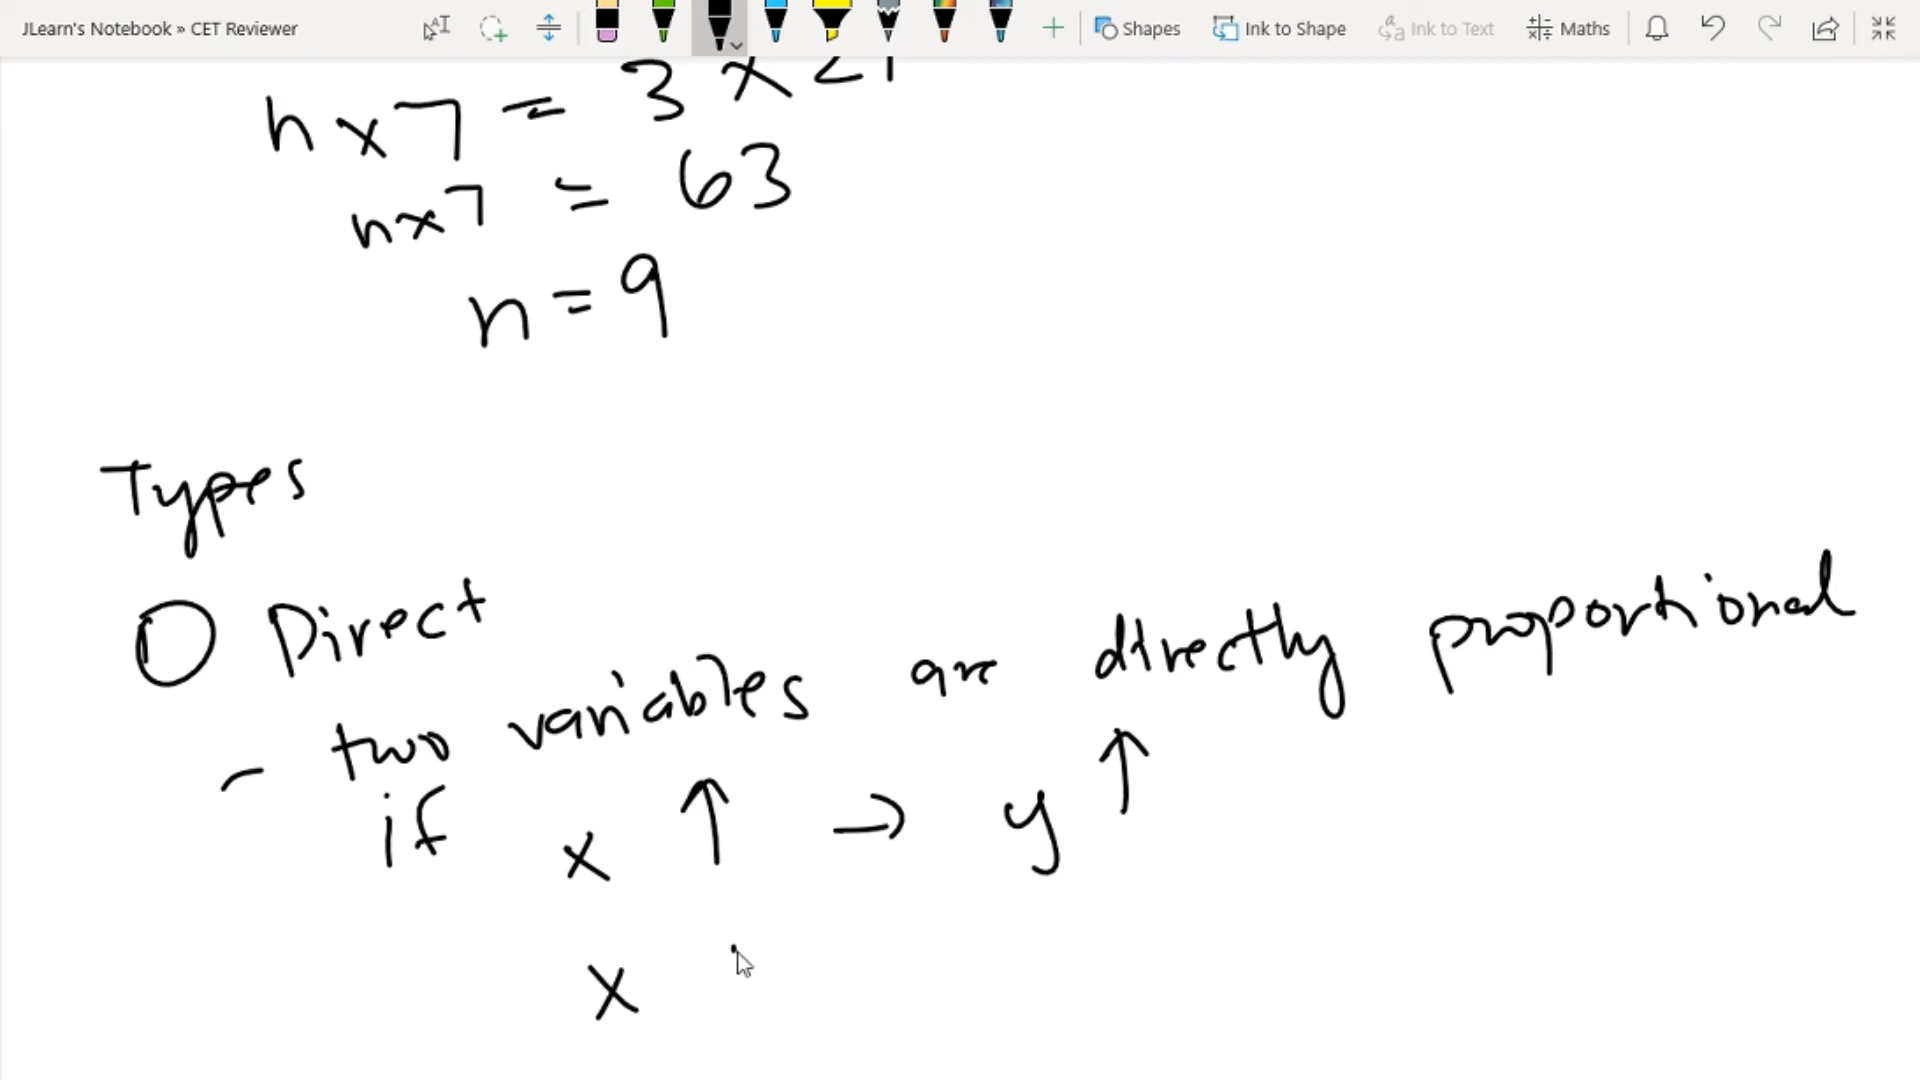 JLearn's Notebook » CET Reviewer Shapes Ink to Shape Ink to Text Maths
n x 7 = 3 x 21
n x 7 = 63
n = 9
Types
O Direct
- two variables are directly proportional
if x ↑ → y ↑
x